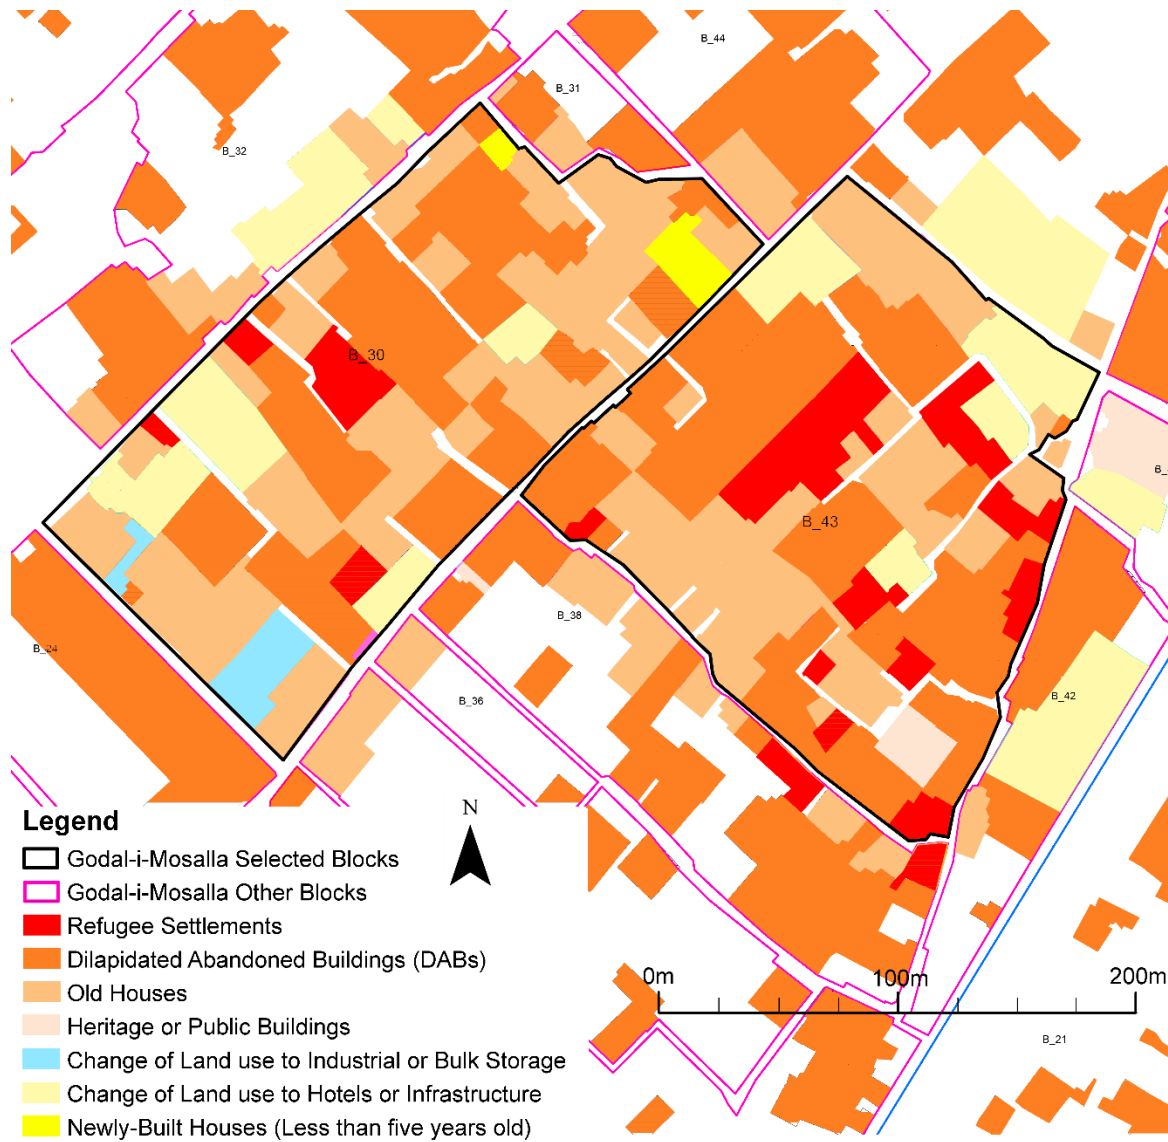 B_44
B_31
B_32
B_30
B_43
B_24
B_38
B_36
B_42
Legend
N
Godal-i-Mosalla Selected Blocks
Godal-i-Mosalla Other Blocks
Refugee Settlements
Dilapidated Abandoned Buildings (DABs)
0m 100m 200m
Old Houses
Heritage or Public Buildings
B_21
Change of Land use to Industrial or Bulk Storage
Change of Land use to Hotels or Infrastructure
Newly-Built Houses (Less than five years old)